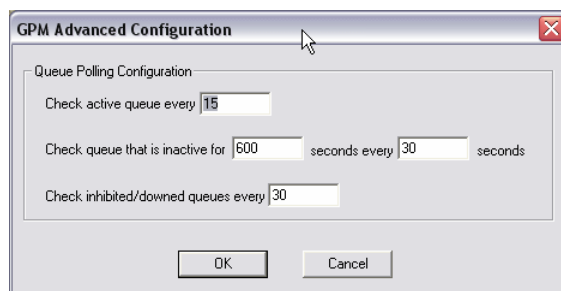 GPM Advanced Configuration
Queue Polling Configuration
Check active queue every 15
Check queue that is inactive for 600 seconds every 30 seconds
Check inhibited/downed queues every 30
OK Cancel